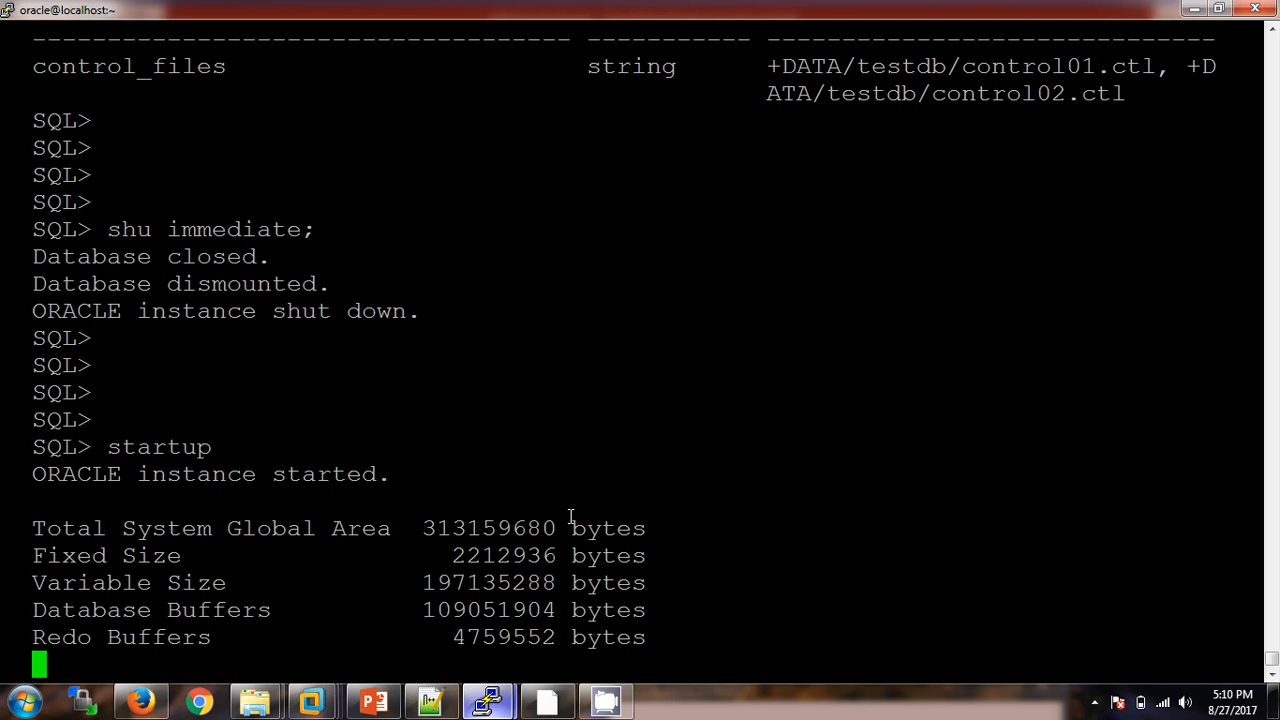 oracle@localhost:~
----------------------------------- ----------- ------------------------------
control_files string +DATA/testdb/control01.ctl, +D
ATA/testdb/control02.ctl
SQL>
SQL>
SQL>
SQL>
SQL> shu immediate;
Database closed.
Database dismounted.
ORACLE instance shut down.
SQL>
SQL>
SQL>
SQL>
SQL> startup
ORACLE instance started.
Total System Global Area 313159680 bytes
Fixed Size 2212936 bytes
Variable Size 197135288 bytes
Database Buffers 109051904 bytes
Redo Buffers 4759552 bytes
5:10 PM
8/27/2017